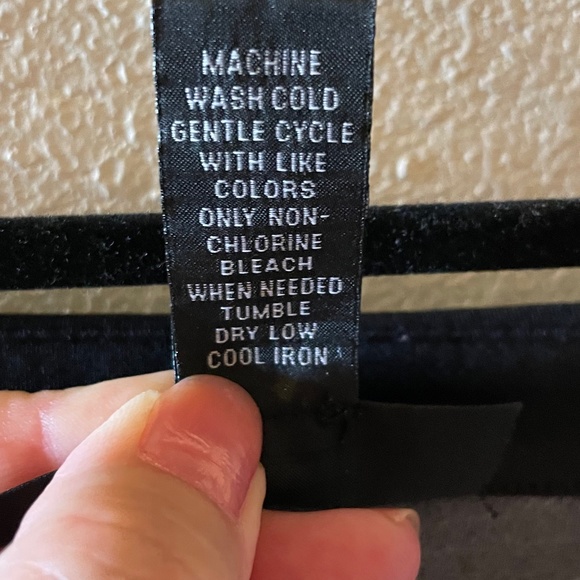 MACHINE
WASH COLD
GENTLE CYCLE
WITH LIKE
COLORS
ONLY NON-
CHLORINE
BLEACH
WHEN NEEDED
TUMBLE
DRY LOW
COOL IRON